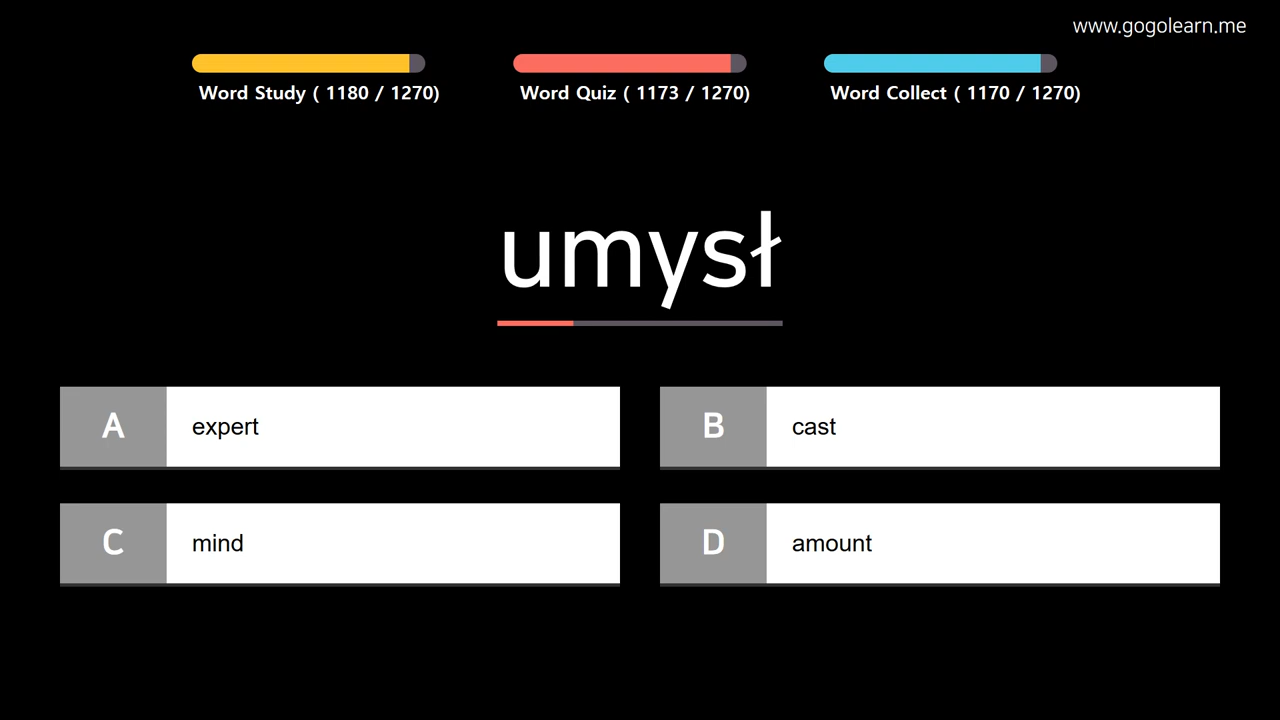 www.gogolearn.me
Word Study ( 1180 / 1270)
Word Quiz ( 1173 / 1270)
Word Collect ( 1170 / 1270)
umysł
A expert
B cast
C mind
D amount